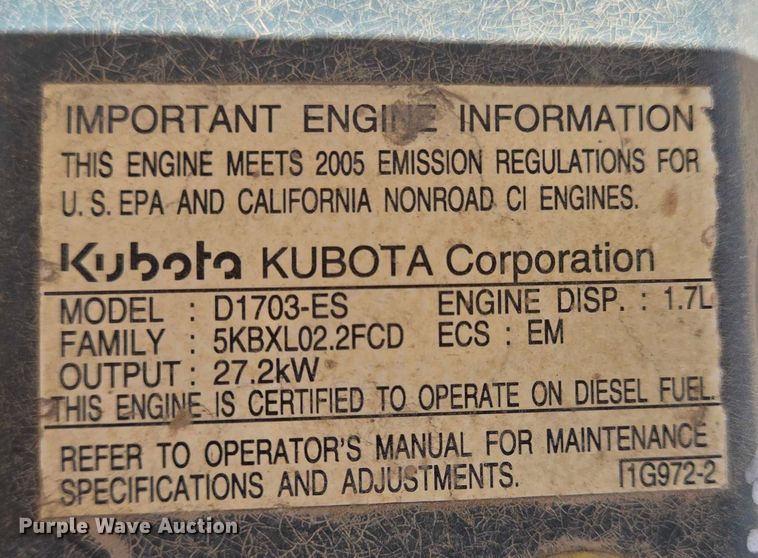 IMPORTANT ENGINE INFORMATION
THIS ENGINE MEETS 2005 EMISSION REGULATIONS FOR
U.S. EPA AND CALIFORNIA NONROAD CI ENGINES.
Kubota KUBOTA Corporation
MODEL : D1703-ES ENGINE DISP. : 1.7L
FAMILY : 5KBXL02.2FCD ECS : EM
OUTPUT : 27.2kW
THIS ENGINE IS CERTIFIED TO OPERATE ON DIESEL FUEL.
REFER TO OPERATOR'S MANUAL FOR MAINTENANCE
SPECIFICATIONS AND ADJUSTMENTS. 1G972-2
Purple Wave Auction